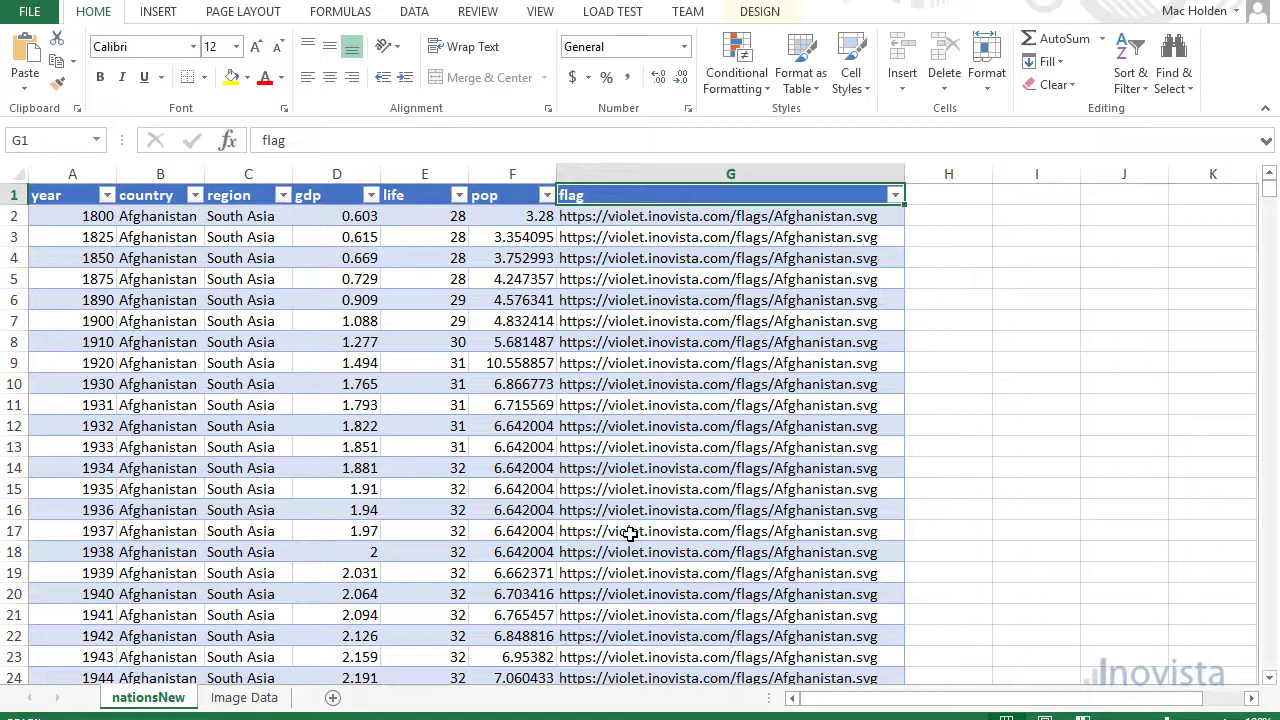 FILE HOME INSERT PAGE LAYOUT FORMULAS DATA REVIEW VIEW LOAD TEST TEAM DESIGN Mac Holden
Calibri 12 Wrap Text General AutoSum
Fill
Paste B I U Merge & Center $ % , Conditional Formatting Format as Table Cell Styles Insert Delete Format Clear Sort & Filter Find & Select
Clipboard Font Alignment Number Styles Cells Editing
G1 fx flag
A B C D E F G H I J K
1 year country region gdp life pop flag
2 1800 Afghanistan South Asia 0.603 28 3.28 https://violet.inovista.com/flags/Afghanistan.svg
3 1825 Afghanistan South Asia 0.615 28 3.354095 https://violet.inovista.com/flags/Afghanistan.svg
4 1850 Afghanistan South Asia 0.669 28 3.752993 https://violet.inovista.com/flags/Afghanistan.svg
5 1875 Afghanistan South Asia 0.729 28 4.247357 https://violet.inovista.com/flags/Afghanistan.svg
6 1890 Afghanistan South Asia 0.909 29 4.576341 https://violet.inovista.com/flags/Afghanistan.svg
7 1900 Afghanistan South Asia 1.088 29 4.832414 https://violet.inovista.com/flags/Afghanistan.svg
8 1910 Afghanistan South Asia 1.277 30 5.681487 https://violet.inovista.com/flags/Afghanistan.svg
9 1920 Afghanistan South Asia 1.494 31 10.558857 https://violet.inovista.com/flags/Afghanistan.svg
10 1930 Afghanistan South Asia 1.765 31 6.866773 https://violet.inovista.com/flags/Afghanistan.svg
11 1931 Afghanistan South Asia 1.793 31 6.715569 https://violet.inovista.com/flags/Afghanistan.svg
12 1932 Afghanistan South Asia 1.822 31 6.642004 https://violet.inovista.com/flags/Afghanistan.svg
13 1933 Afghanistan South Asia 1.851 31 6.642004 https://violet.inovista.com/flags/Afghanistan.svg
14 1934 Afghanistan South Asia 1.881 32 6.642004 https://violet.inovista.com/flags/Afghanistan.svg
15 1935 Afghanistan South Asia 1.91 32 6.642004 https://violet.inovista.com/flags/Afghanistan.svg
16 1936 Afghanistan South Asia 1.94 32 6.642004 https://violet.inovista.com/flags/Afghanistan.svg
17 1937 Afghanistan South Asia 1.97 32 6.642004 https://violet.inovista.com/flags/Afghanistan.svg
18 1938 Afghanistan South Asia 2 32 6.642004 https://violet.inovista.com/flags/Afghanistan.svg
19 1939 Afghanistan South Asia 2.031 32 6.662371 https://violet.inovista.com/flags/Afghanistan.svg
20 1940 Afghanistan South Asia 2.064 32 6.703416 https://violet.inovista.com/flags/Afghanistan.svg
21 1941 Afghanistan South Asia 2.094 32 6.765457 https://violet.inovista.com/flags/Afghanistan.svg
22 1942 Afghanistan South Asia 2.126 32 6.848816 https://violet.inovista.com/flags/Afghanistan.svg
23 1943 Afghanistan South Asia 2.159 32 6.95382 https://violet.inovista.com/flags/Afghanistan.svg
24 1944 Afghanistan South Asia 2.191 32 7.060433 https://violet.inovista.com/flags/Afghanistan.svg
Inovista
nationsNew Image Data